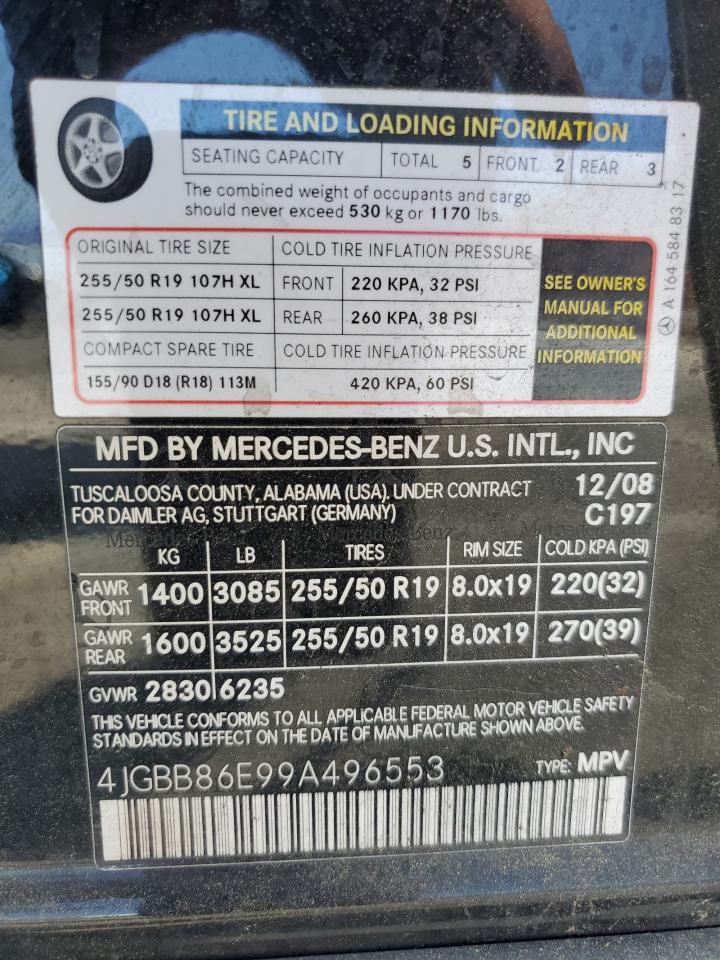 TIRE AND LOADING INFORMATION
SEATING CAPACITY TOTAL 5 FRONT 2 REAR 3
The combined weight of occupants and cargo
should never exceed 530 kg or 1170 lbs.
ORIGINAL TIRE SIZE COLD TIRE INFLATION PRESSURE
255/50 R19 107H XL FRONT 220 KPA, 32 PSI
255/50 R19 107H XL REAR 260 KPA, 38 PSI
COMPACT SPARE TIRE COLD TIRE INFLATION PRESSURE
155/90 D18 (R18) 113M 420 KPA, 60 PSI
SEE OWNER'S
MANUAL FOR
ADDITIONAL
INFORMATION
A 164 584 83 17
MFD BY MERCEDES-BENZ U.S. INTL., INC
TUSCALOOSA COUNTY, ALABAMA (USA), UNDER CONTRACT 12/08
FOR DAIMLER AG, STUTTGART (GERMANY) C197
Mercedes-Benz
KG LB TIRES RIM SIZE COLD KPA (PSI)
GAWR FRONT 1400 3085 255/50 R19 8.0x19 220(32)
GAWR REAR 1600 3525 255/50 R19 8.0x19 270(39)
GVWR 2830 6235
THIS VEHICLE CONFORMS TO ALL APPLICABLE FEDERAL MOTOR VEHICLE SAFETY
STANDARDS IN EFFECT ON THE DATE OF MANUFACTURE SHOWN ABOVE.
4JGBB86E99A496553 TYPE: MPV